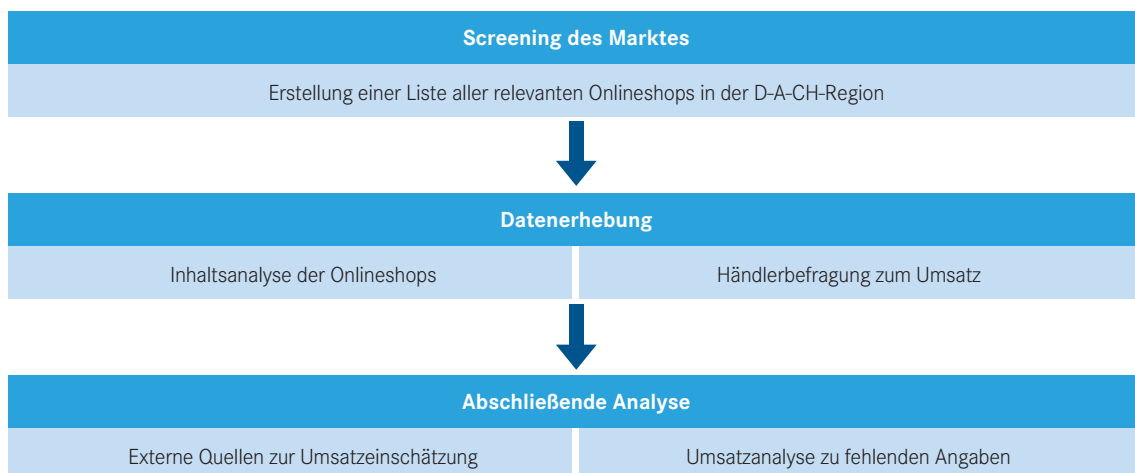 Screening des Marktes
Erstellung einer Liste aller relevanten Onlineshops in der D-A-CH-Region
Datenerhebung
Inhaltsanalyse der Onlineshops
Händlerbefragung zum Umsatz
Abschließende Analyse
Externe Quellen zur Umsatzeinschätzung
Umsatzanalyse zu fehlenden Angaben